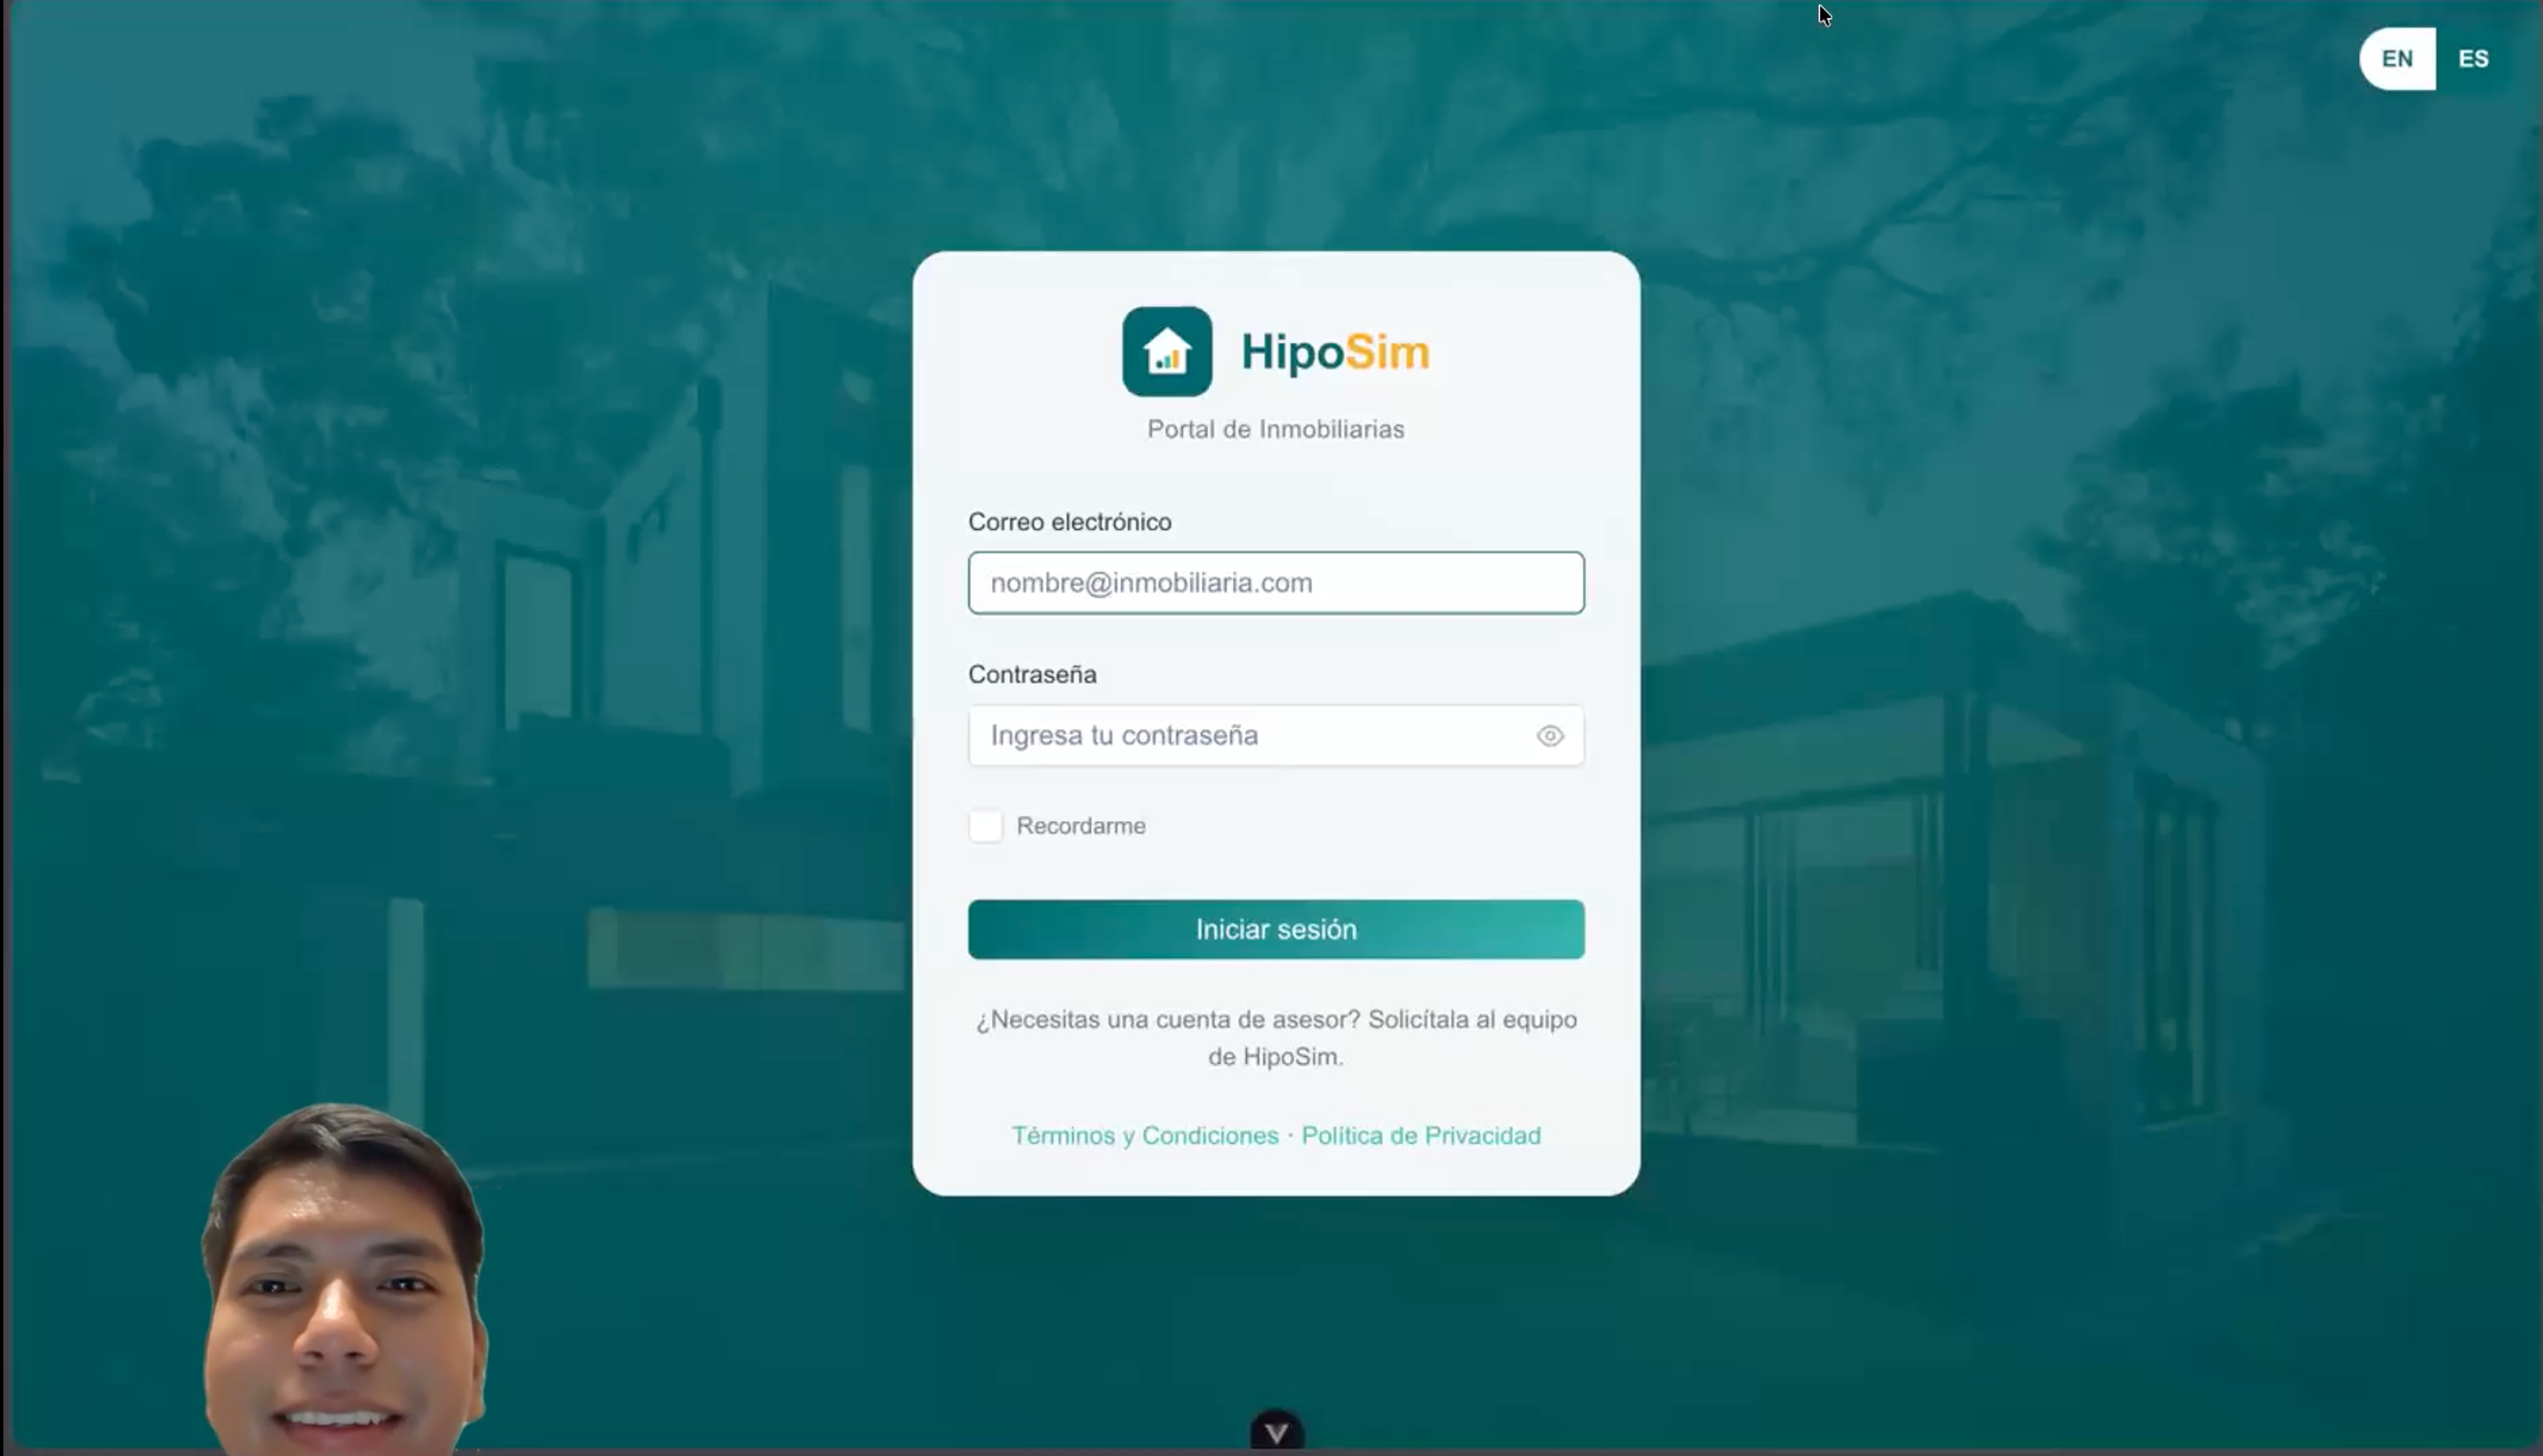 EN ES
HipoSim
Portal de Inmobiliarias
Correo electrónico
nombre@inmobiliaria.com
Contraseña
Ingresa tu contraseña
Recordarme
Iniciar sesión
¿Necesitas una cuenta de asesor? Solicítala al equipo
de HipoSim.
Términos y Condiciones · Política de Privacidad